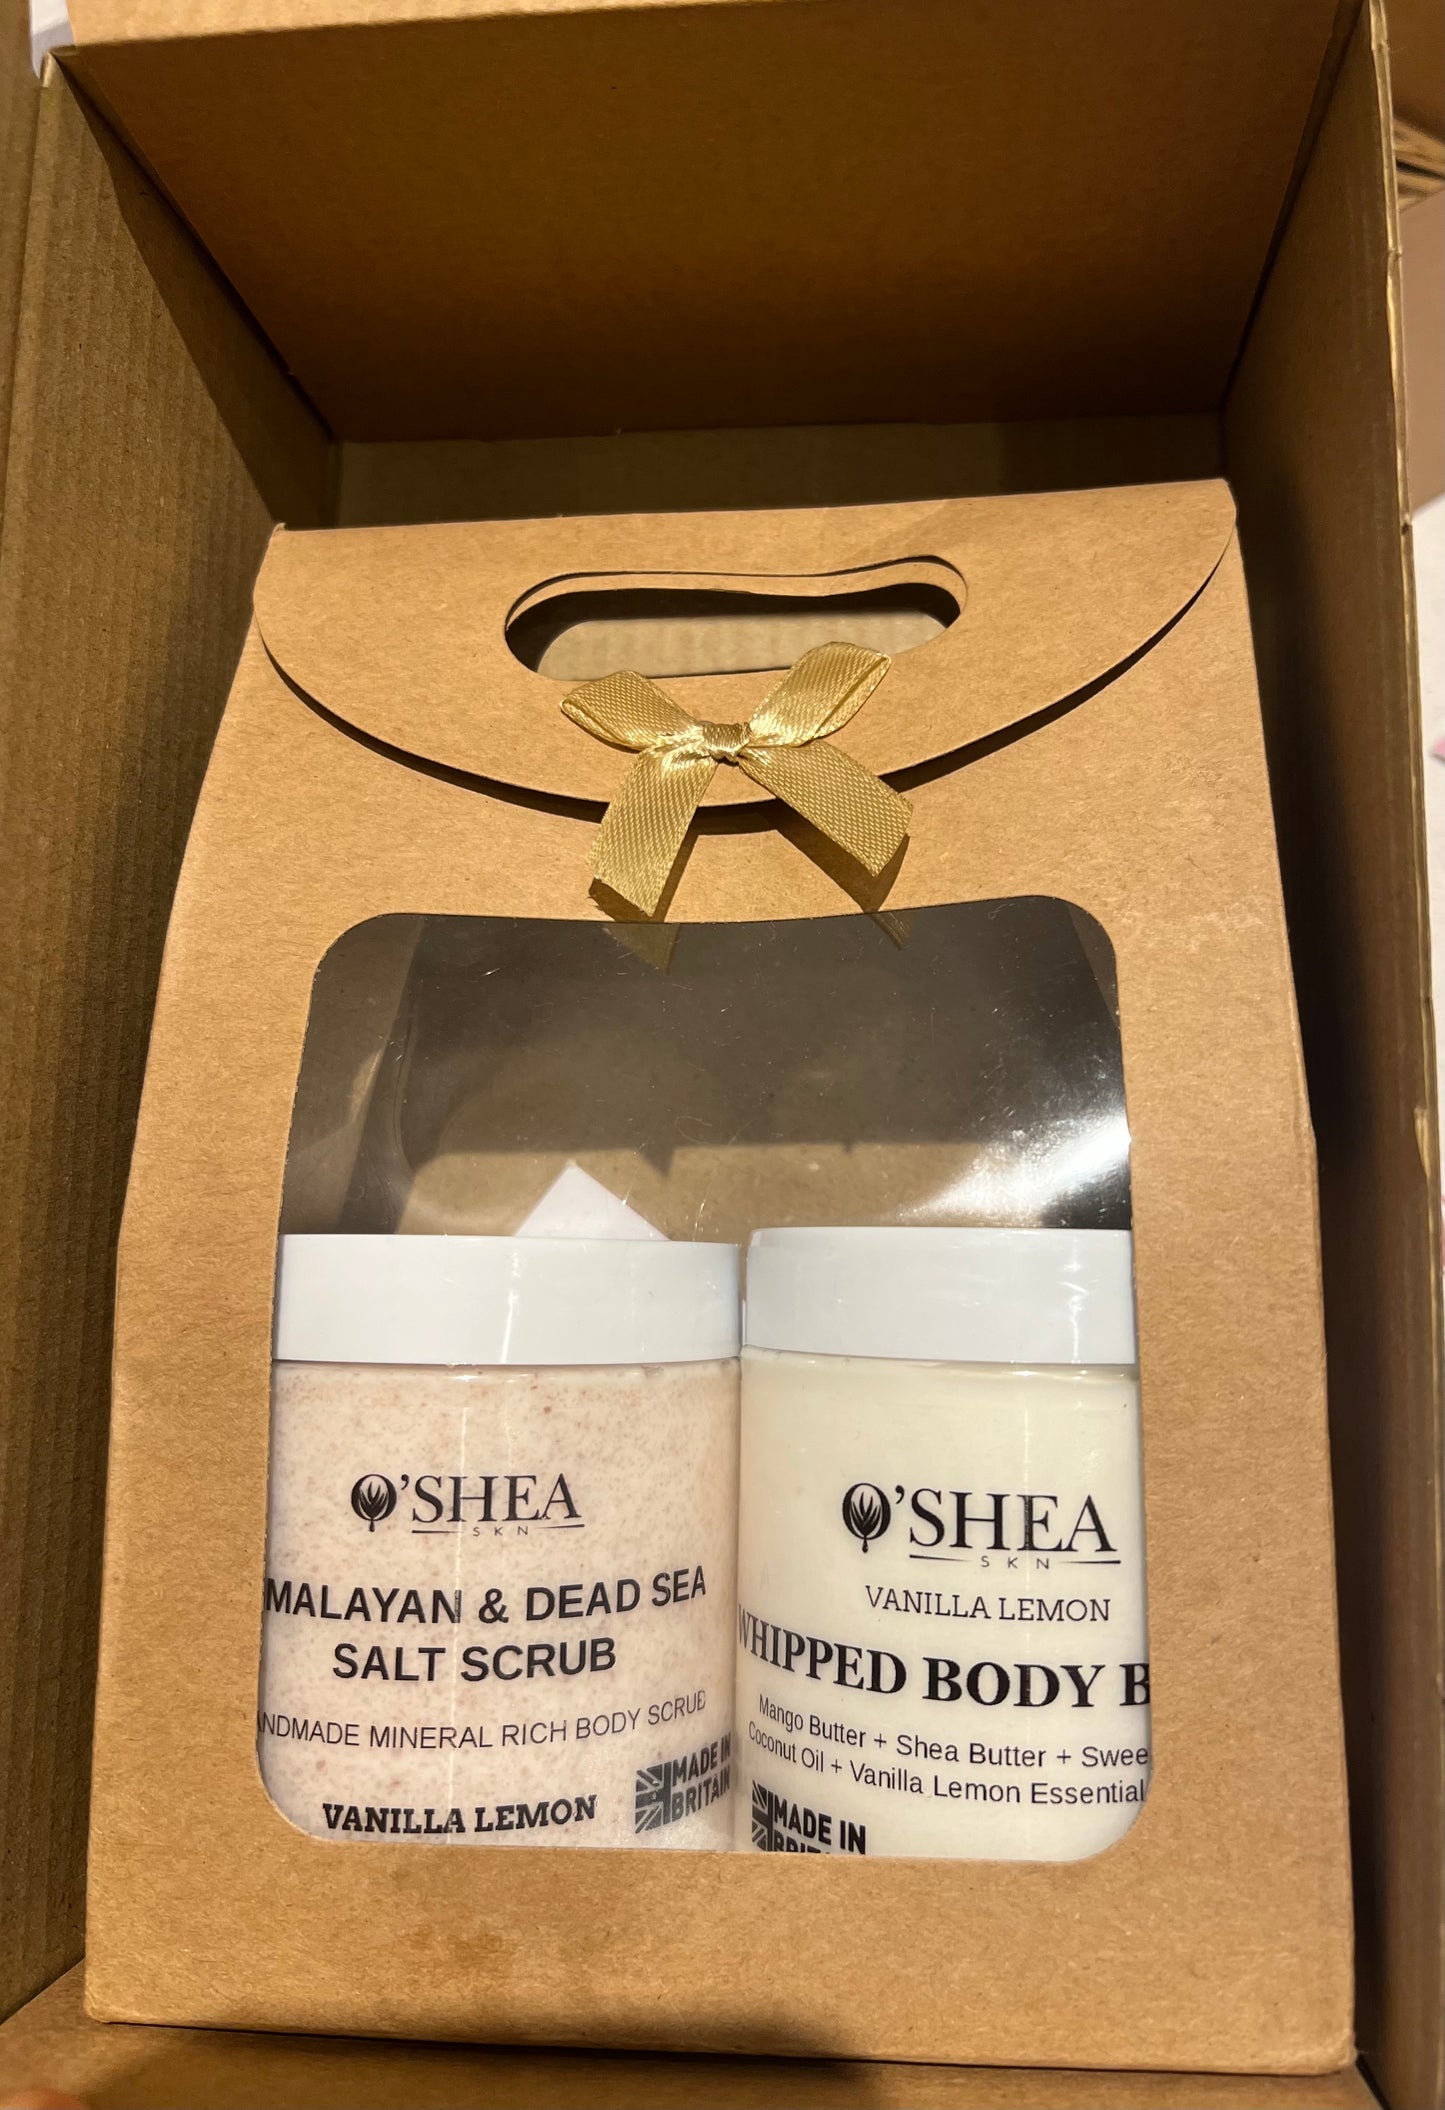 O'SHEA
SKN
MALAYAN & DEAD SEA
SALT SCRUB
NDMADE MINERAL RICH BODY SCRUB
VANILLA LEMON
MADE IN
BRITAIN
O'SHEA
SKN
VANILLA LEMON
WHIPPED BODY B
Mango Butter + Shea Butter + Swee
Coconut Oil + Vanilla Lemon Essential
MADE IN